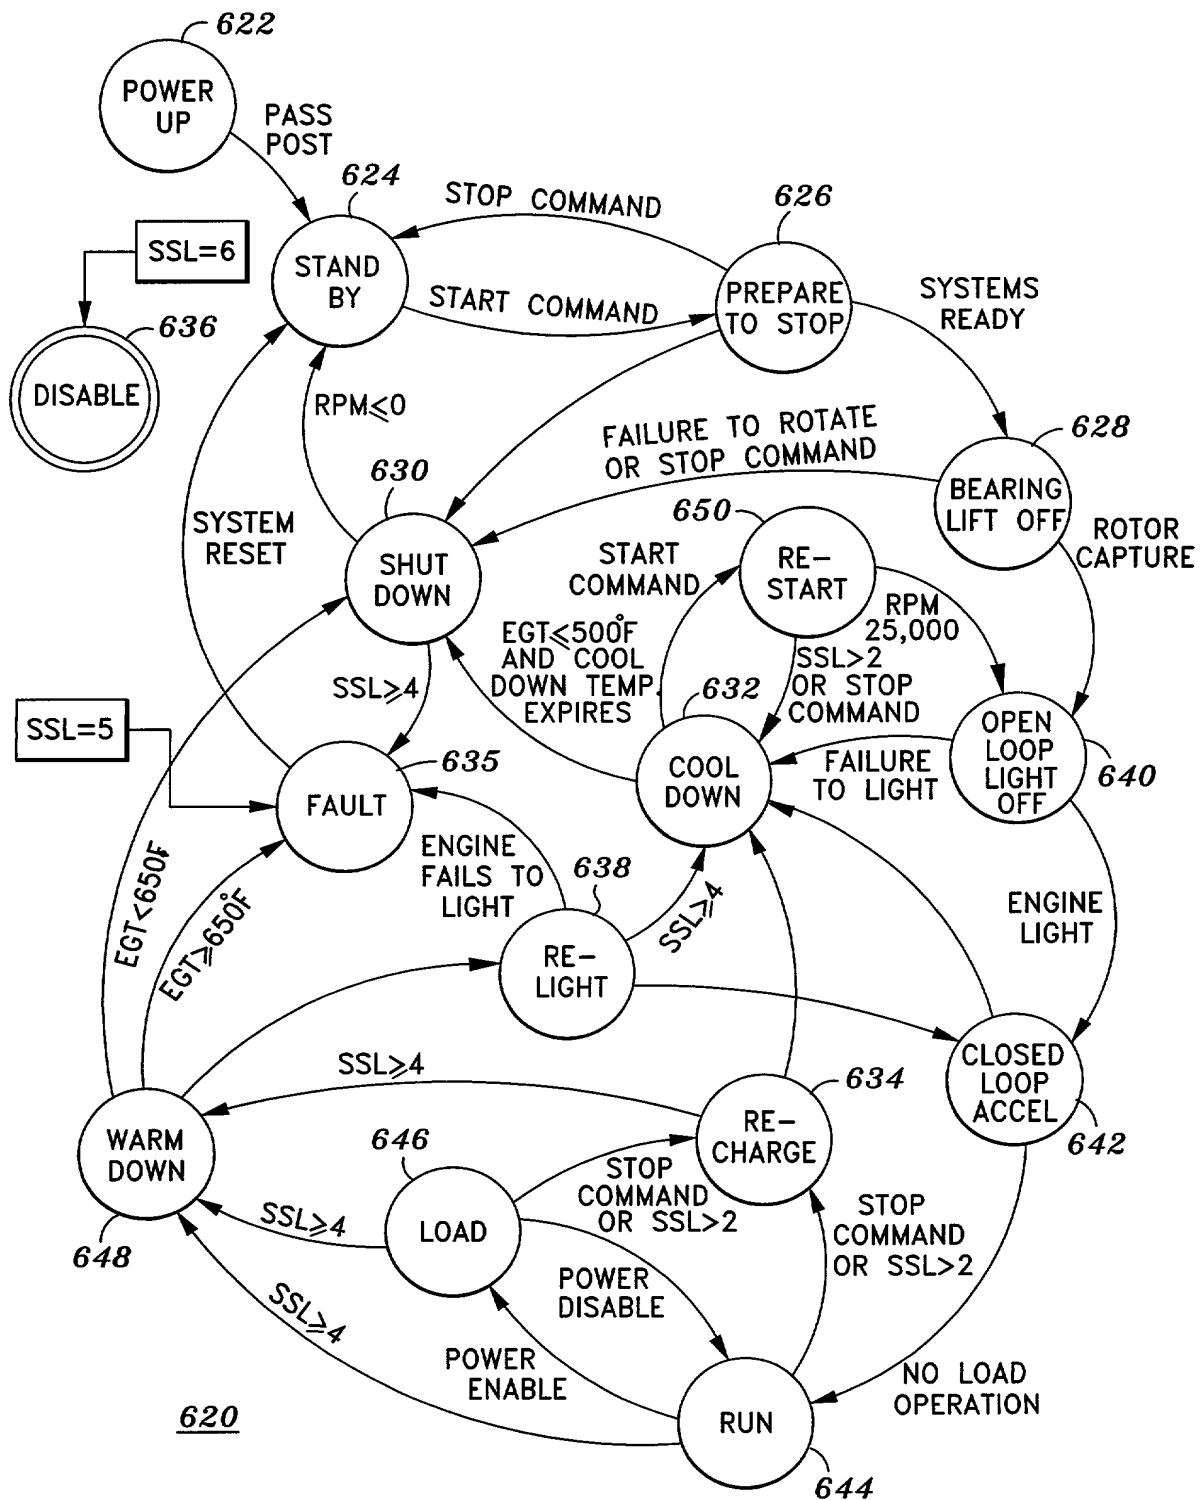 622
POWER
UP
PASS
POST
624
STOP COMMAND
626
SSL=6
STAND
BY
START COMMAND
PREPARE
TO STOP
SYSTEMS
READY
636
DISABLE
RPM≤0
FAILURE TO ROTATE
OR STOP COMMAND
628
BEARING
LIFT OFF
630
650
SYSTEM
RESET
SHUT
DOWN
START
COMMAND
RE-
START
ROTOR
CAPTURE
RPM
25,000
EGT≤500°F
AND COOL
DOWN TEMP.
EXPIRES
SSL>2
OR STOP
COMMAND
SSL≥4
632
SSL=5
635
FAULT
COOL
DOWN
FAILURE
TO LIGHT
OPEN
LOOP
LIGHT
OFF
640
ENGINE
FAILS TO
LIGHT
638
SSL≥4
EGT<650°F
EGT≥650°F
RE-
LIGHT
ENGINE
LIGHT
CLOSED
LOOP
ACCEL
642
SSL≥4
634
RE-
CHARGE
WARM
DOWN
648
646
LOAD
STOP
COMMAND
OR SSL>2
STOP
COMMAND
OR SSL>2
SSL≥4
POWER
DISABLE
SSL≥4
POWER
ENABLE
NO LOAD
OPERATION
RUN
644
620